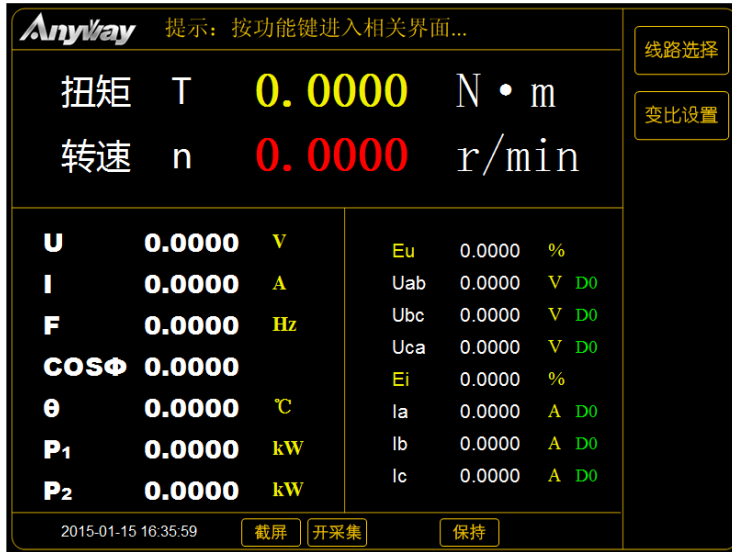 Anyway 提示：按功能键进入相关界面...
线路选择
变比设置
扭矩 T 0.0000 N·m
转速 n 0.0000 r/min
U 0.0000 V
I 0.0000 A
F 0.0000 Hz
COSΦ 0.0000
θ 0.0000 ℃
P₁ 0.0000 kW
P₂ 0.0000 kW
Eu 0.0000 %
Uab 0.0000 V D0
Ubc 0.0000 V D0
Uca 0.0000 V D0
Ei 0.0000 %
Ia 0.0000 A D0
Ib 0.0000 A D0
Ic 0.0000 A D0
2015-01-15 16:35:59 截屏 开采集 保持